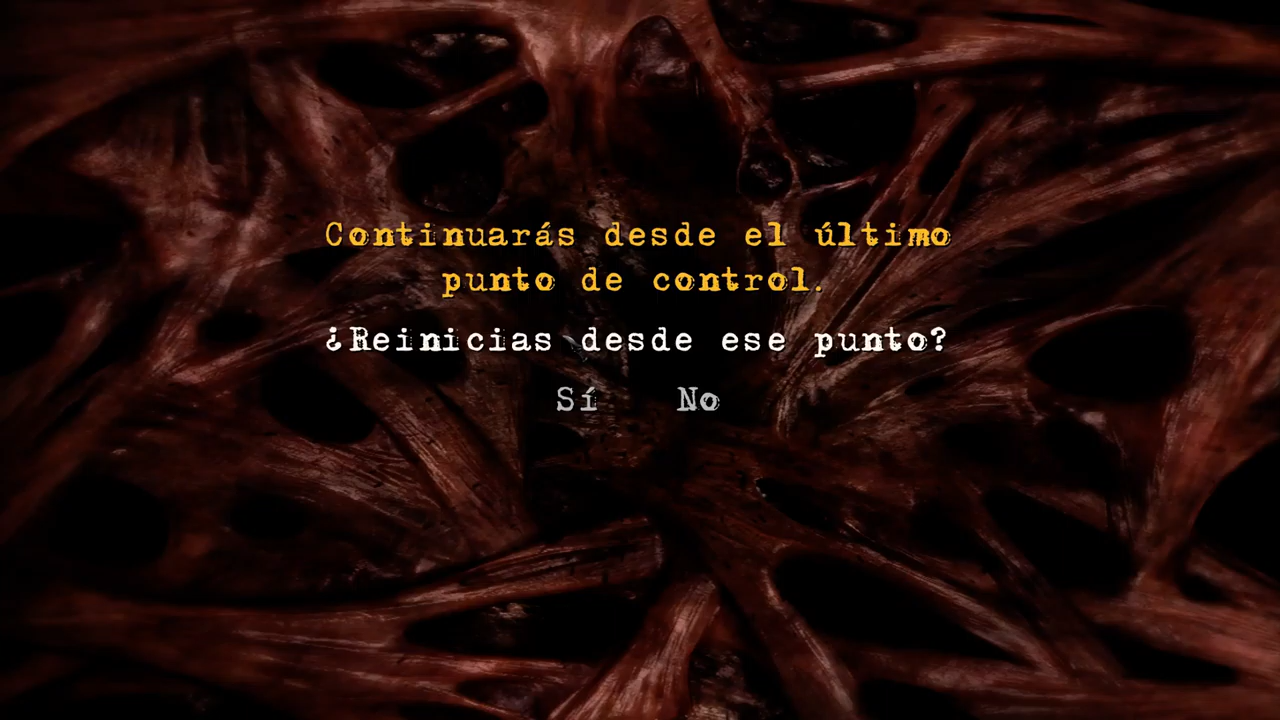 Continuarás desde el último
punto de control.
¿Reinicias desde ese punto?
Sí No